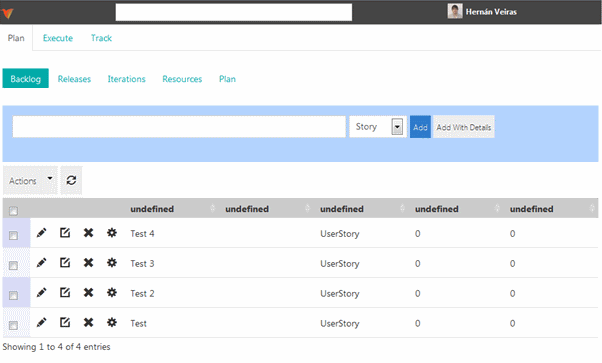 Hernán Veiras
Plan Execute Track
Backlog Releases Iterations Resources Plan
Story Add Add With Details
Actions
undefined undefined undefined undefined undefined
Test 4 UserStory 0 0
Test 3 UserStory 0 0
Test 2 UserStory 0 0
Test UserStory 0 0
Showing 1 to 4 of 4 entries